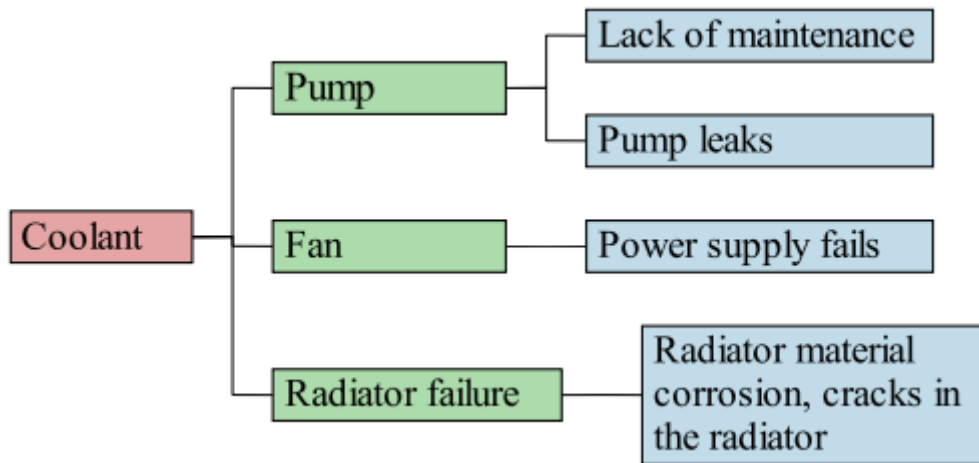 Lack of maintenance
Pump
Pump leaks
Coolant
Fan
Power supply fails
Radiator failure
Radiator material
corrosion, cracks in
the radiator